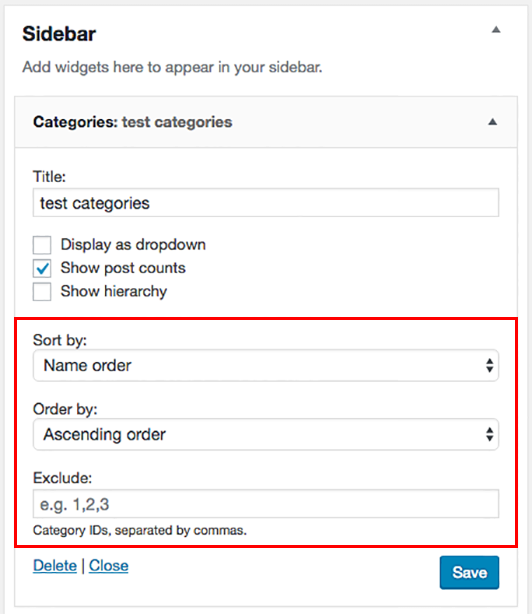 Sidebar
Add widgets here to appear in your sidebar.
Categories: test categories
Title:
test categories
Display as dropdown
Show post counts
Show hierarchy
Sort by:
Name order
Order by:
Ascending order
Exclude:
e.g. 1,2,3
Category IDs, separated by commas.
Delete | Close
Save